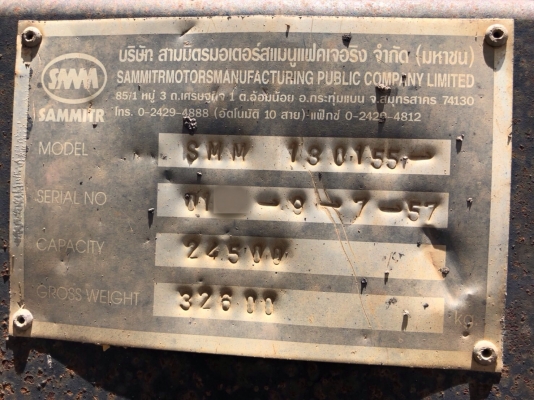 บริษัท สามมิตรมอเตอร์สแมนูแฟคเจอริง จำกัด (มหาชน)
SMM
SAMMITRMOTORSMANUFACTURING PUBLIC COMPANY LIMITED
85/1 หมู่ 3 ถ.เศรษฐกิจ 1 ต.อ้อมน้อย อ.กระทุ่มแบน จ.สมุทรสาคร 74130
SAMMITR
โทร. 0-2429-4888 (อัตโนมัติ 10 สาย) แฟ็กซ์ 0-2429-4812
MODEL SMM 130Y55-
SERIAL NO W1 -9-7-57
CAPACITY 24500
GROSS WEIGHT 32600 kg